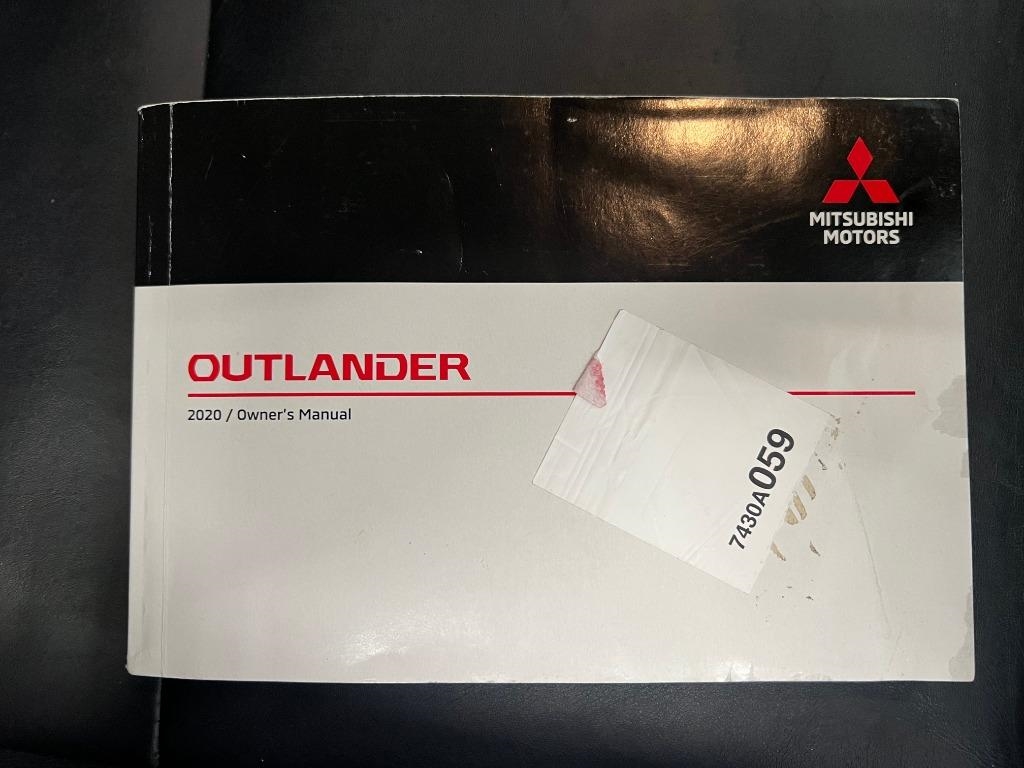 MITSUBISHI
MOTORS
OUTLANDER
2020 / Owner's Manual
7430A059